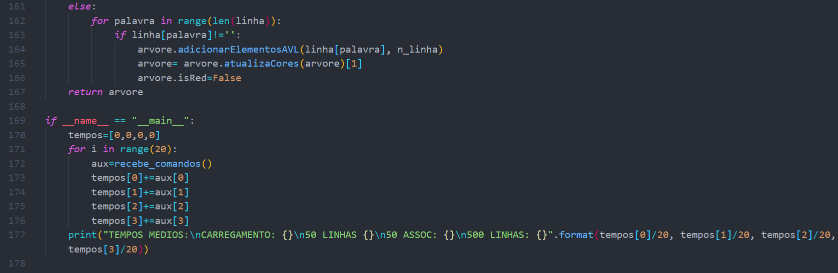 161 else:
162 for palavra in range(len(linha)):
163 if linha[palavra]!='':
164 arvore.adicionarElementosAVL(linha[palavra], n_linha)
165 arvore= arvore.atualizaCores(arvore)[1]
166 arvore.isRed=False
167 return arvore
168
169 if __name__ == "__main__":
170 tempos=[0,0,0,0]
171 for i in range(20):
172 aux=recebe_comandos()
173 tempos[0]+=aux[0]
174 tempos[1]+=aux[1]
175 tempos[2]+=aux[2]
176 tempos[3]+=aux[3]
177 print("TEMPOS MEDIOS:\nCARREGAMENTO: {}\n50 LINHAS {}\n50 ASSOC: {}\n500 LINHAS: {}".format(tempos[0]/20, tempos[1]/20, tempos[2]/20,
tempos[3]/20))
178